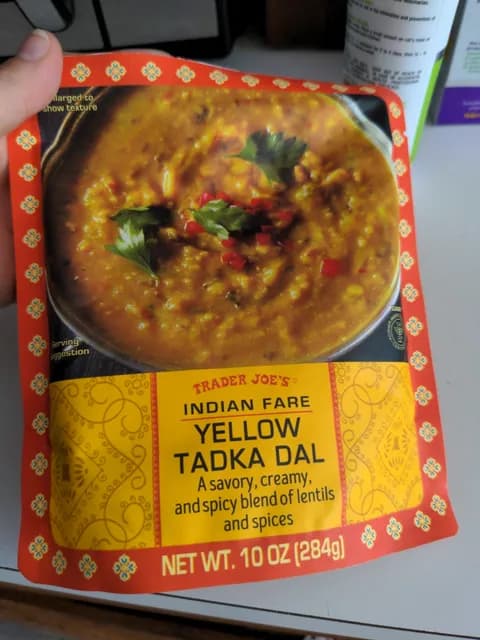 enlarged to
show texture
serving
suggestion
TRADER JOE'S
INDIAN FARE
YELLOW
TADKA DAL
A savory, creamy,
and spicy blend of lentils
and spices
NET WT. 10 OZ (284g)